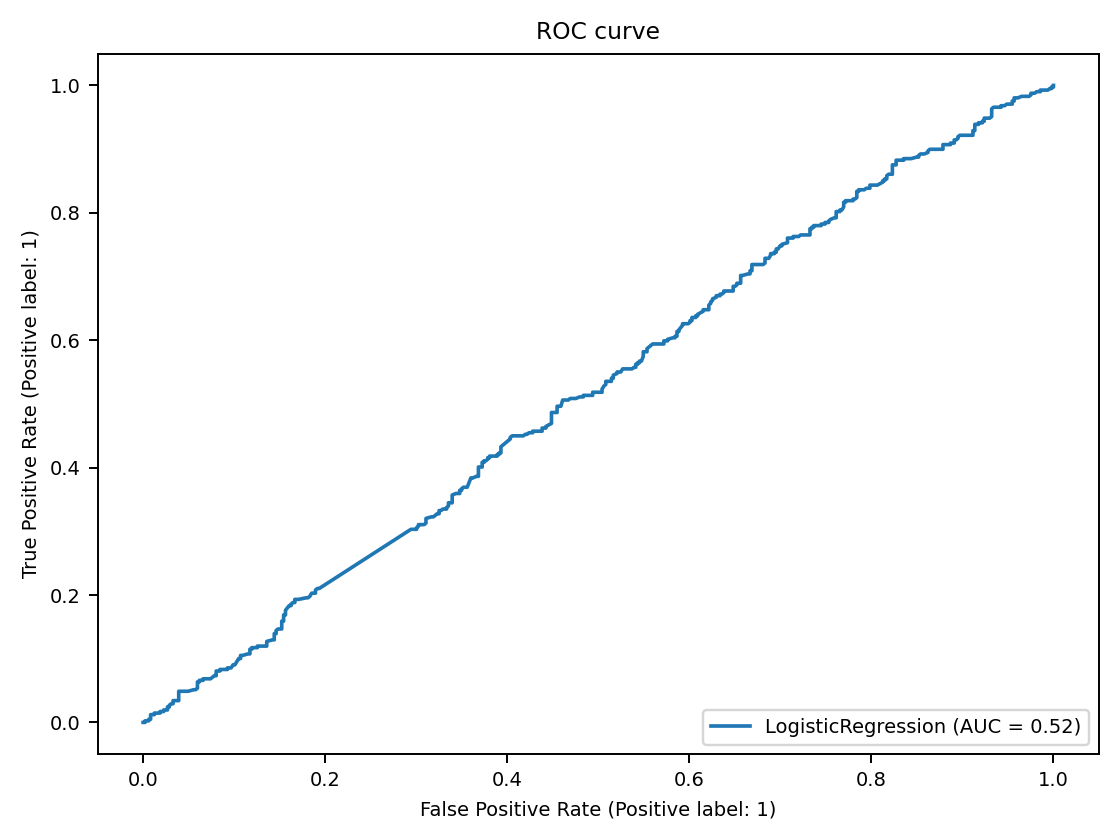 ROC curve
True Positive Rate (Positive label: 1)
1.0
0.8
0.6
0.4
0.2
0.0
LogisticRegression (AUC = 0.52)
0.0 0.2 0.4 0.6 0.8 1.0
False Positive Rate (Positive label: 1)